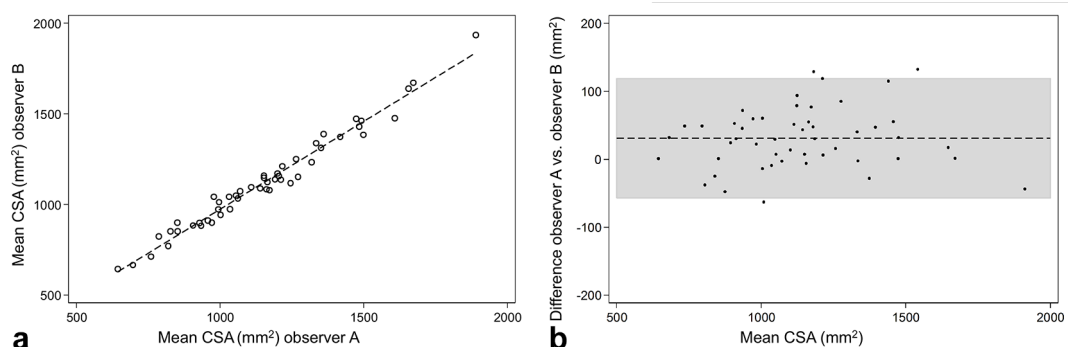 2000
1500
1000
500
Mean CSA (mm²) observer B
500 1000 1500 2000
Mean CSA (mm²) observer A
a
200
100
0
-100
-200
Difference observer A vs. observer B (mm²)
500 1000 1500 2000
Mean CSA (mm²)
b